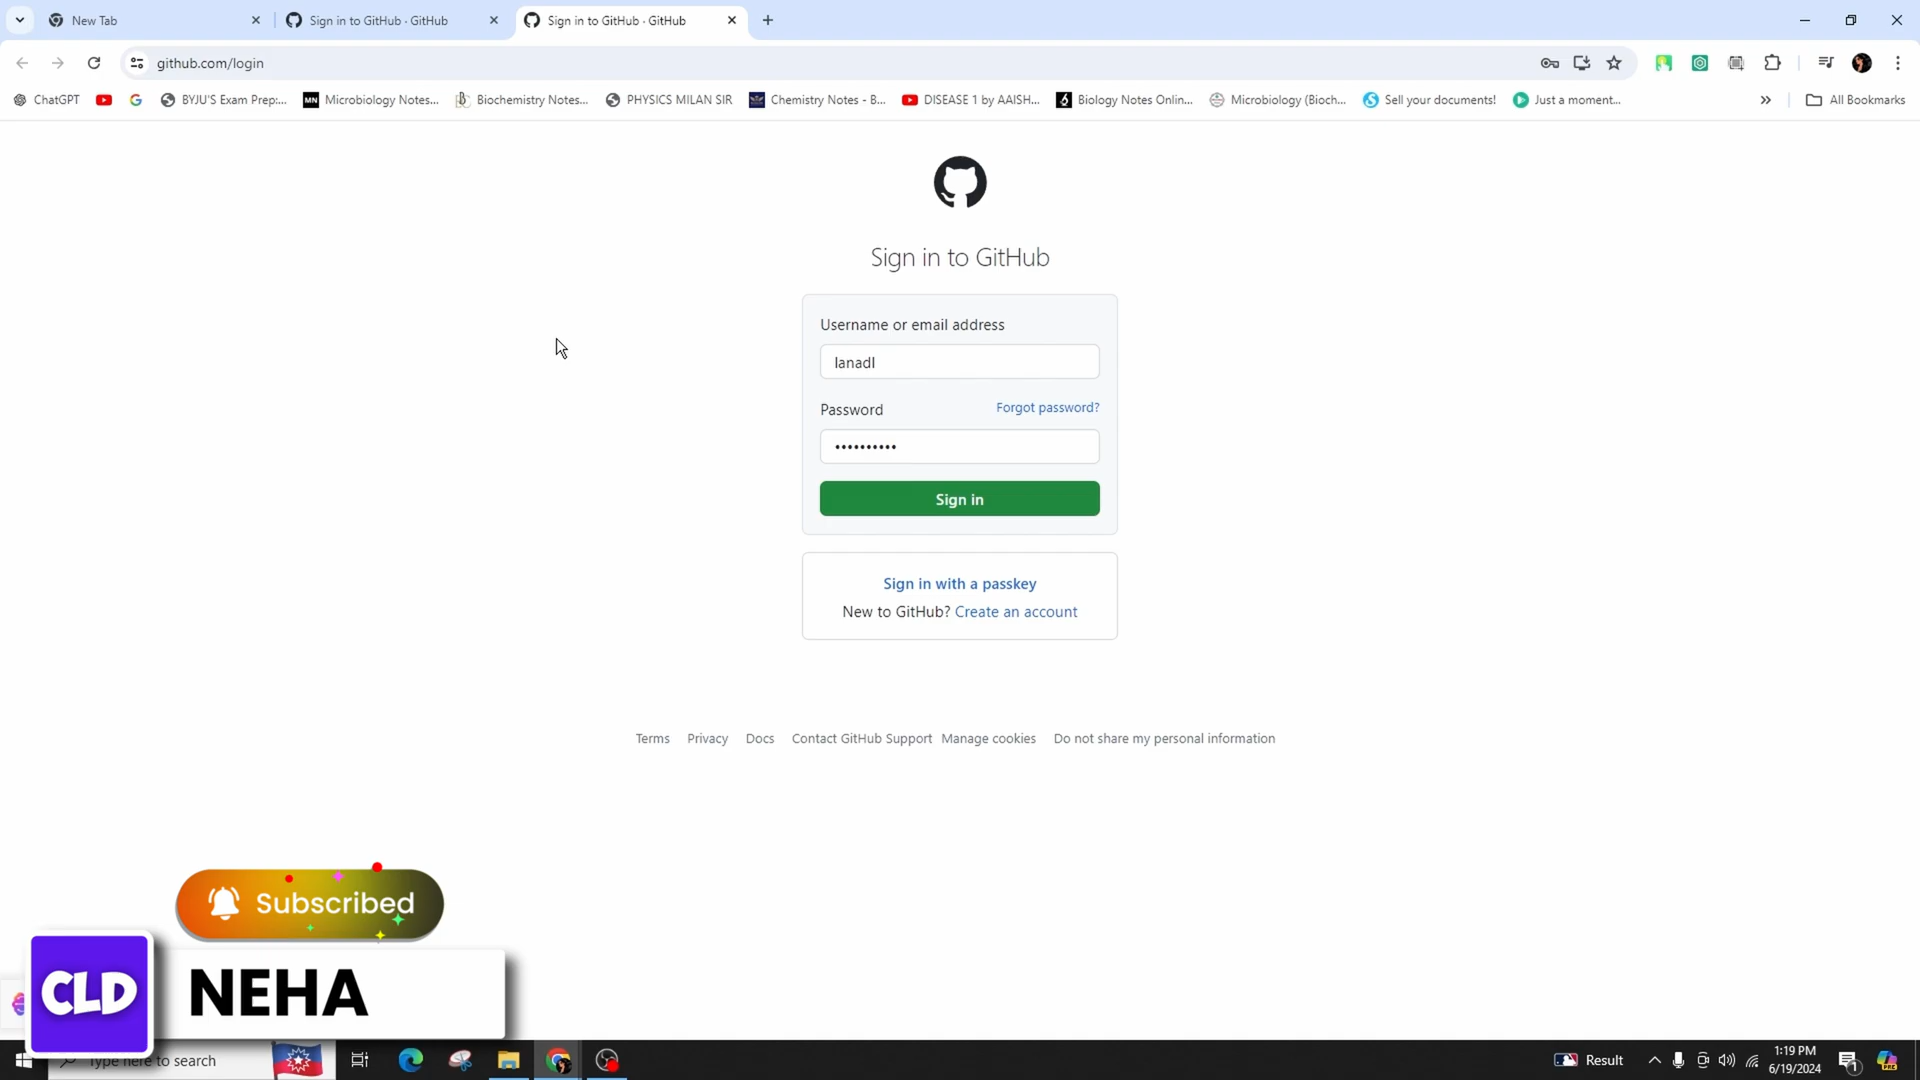 New Tab
Sign in to GitHub · GitHub
Sign in to GitHub · GitHub
github.com/login
ChatGPT
BYJU'S Exam Prep:...
MN
Microbiology Notes...
Biochemistry Notes...
PHYSICS MILAN SIR
Chemistry Notes - B...
DISEASE 1 by AAISH...
Biology Notes Onlin...
Microbiology (Bioch...
Sell your documents!
Just a moment...
All Bookmarks
Sign in to GitHub
Username or email address
lanadl
Password
Forgot password?
Sign in
Sign in with a passkey
New to GitHub? Create an account
Terms
Privacy
Docs
Contact GitHub Support
Manage cookies
Do not share my personal information
Subscribed
CLD
NEHA
Type here to search
Result
1:19 PM
6/19/2024
1